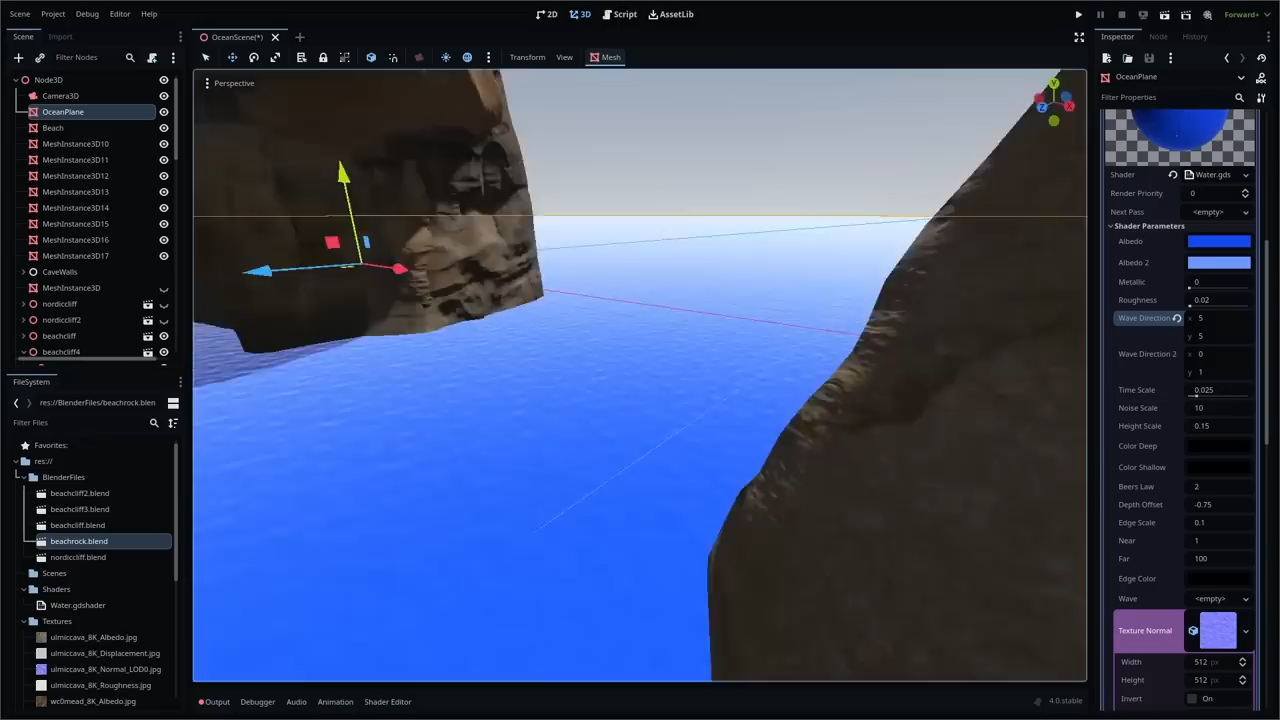 Scene Project Debug Editor Help
2D 3D Script AssetLib
Forward+
Scene Import
OceanScene(*)
Inspector Node History
Filter Nodes
Transform View Mesh
Node3D
Camera3D
OceanPlane
Beach
MeshInstance3D10
MeshInstance3D11
MeshInstance3D12
MeshInstance3D13
MeshInstance3D14
MeshInstance3D15
MeshInstance3D16
MeshInstance3D17
CaveWalls
MeshInstance3D
nordiccliff
nordiccliff2
beachcliff
beachcliff4
FileSystem
res://BlenderFiles/beachrock.blen
Filter Files
Favorites:
res://
BlenderFiles
beachcliff2.blend
beachcliff3.blend
beachcliff.blend
beachrock.blend
nordiccliff.blend
Scenes
Shaders
Water.gdshader
Textures
ulmiccava_8K_Albedo.jpg
ulmiccava_8K_Displacement.jpg
ulmiccava_8K_Normal_LOD0.jpg
ulmiccava_8K_Roughness.jpg
wc0mead_8K_Albedo.jpg
Perspective
Y
Z
X
Output Debugger Audio Animation Shader Editor
4.0.stable
OceanPlane
Filter Properties
Shader Water.gds
Render Priority 0
Next Pass <empty>
Shader Parameters
Albedo
Albedo 2
Metallic 0
Roughness 0.02
Wave Direction x 5
y 5
Wave Direction 2 x 0
y 1
Time Scale 0.025
Noise Scale 10
Height Scale 0.15
Color Deep
Color Shallow
Beers Law 2
Depth Offset -0.75
Edge Scale 0.1
Near 1
Far 100
Edge Color
Wave <empty>
Texture Normal
Width 512 px
Height 512 px
Invert On